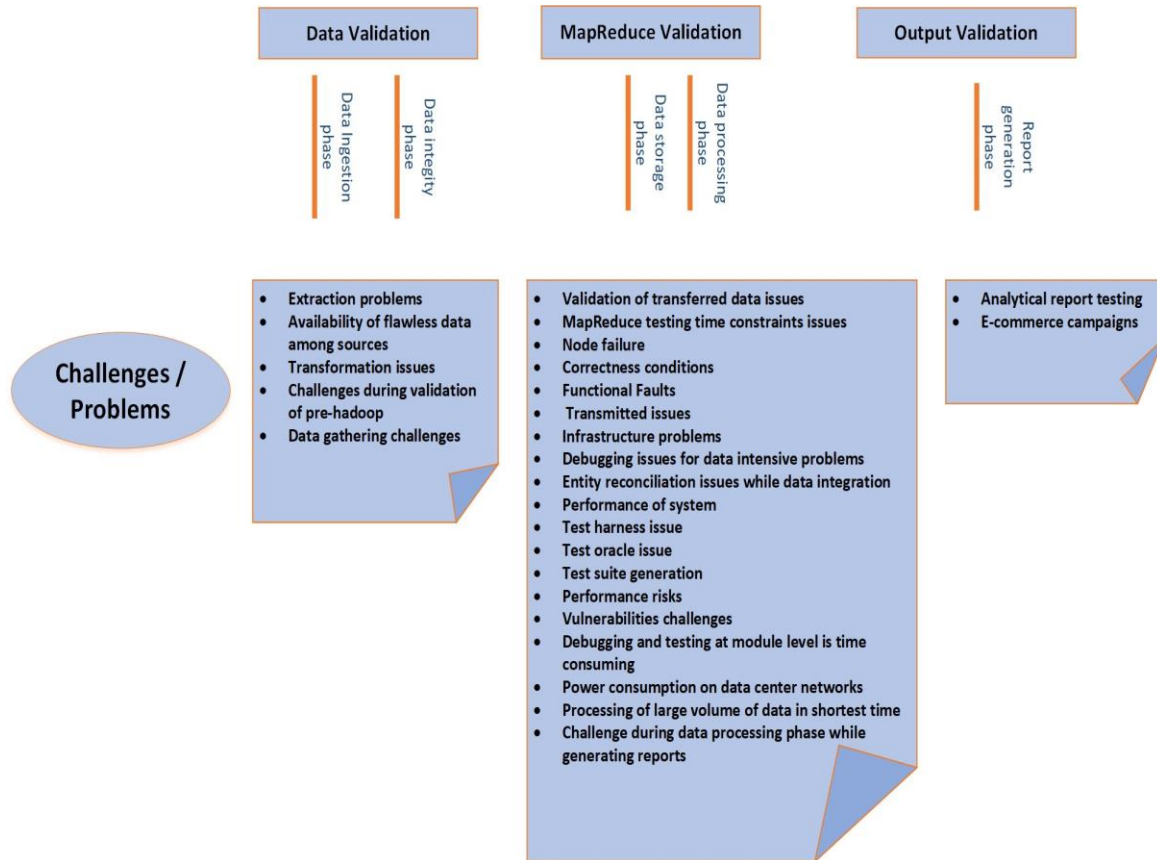 Data Validation
MapReduce Validation
Output Validation
Data Ingestion
phase
Data integity
phase
Data storage
phase
Data processing
phase
Report
generation
phase
Challenges /
Problems
• Extraction problems
• Availability of flawless data
among sources
• Transformation issues
• Challenges during validation
of pre-hadoop
• Data gathering challenges
• Validation of transferred data issues
• MapReduce testing time constraints issues
• Node failure
• Correctness conditions
• Functional Faults
• Transmitted issues
• Infrastructure problems
• Debugging issues for data intensive problems
• Entity reconciliation issues while data integration
• Performance of system
• Test harness issue
• Test oracle issue
• Test suite generation
• Performance risks
• Vulnerabilities challenges
• Debugging and testing at module level is time
consuming
• Power consumption on data center networks
• Processing of large volume of data in shortest time
• Challenge during data processing phase while
generating reports
• Analytical report testing
• E-commerce campaigns